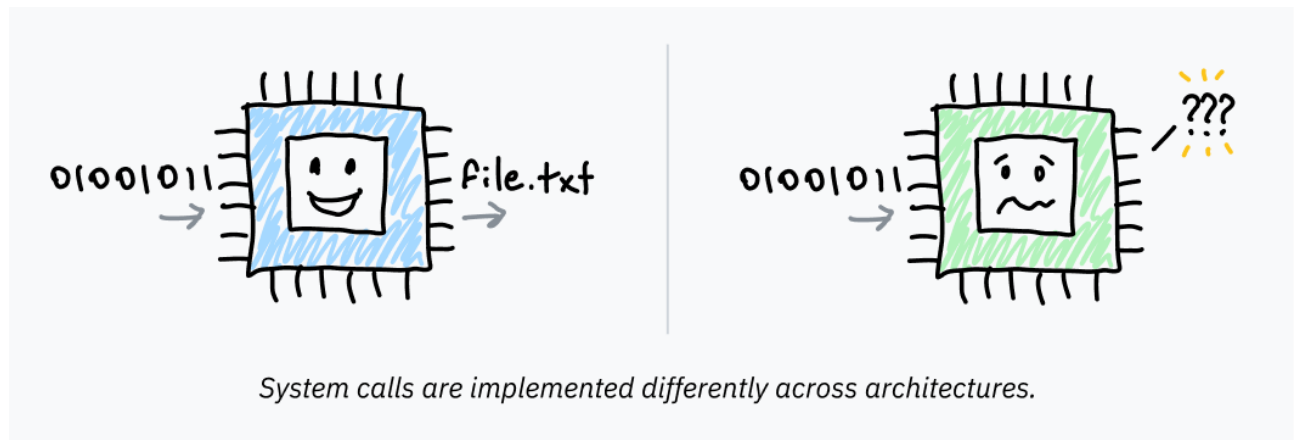 01001011
file.txt
01001011
???
System calls are implemented differently across architectures.